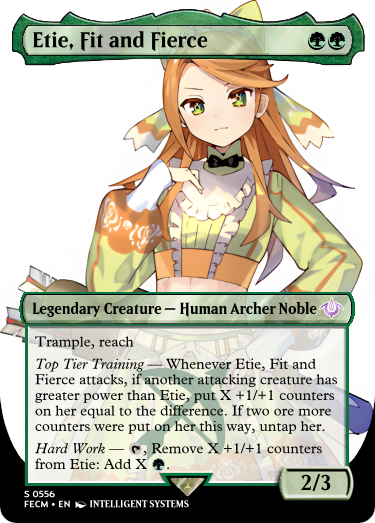 Etie, Fit and Fierce
Legendary Creature — Human Archer Noble
Trample, reach
Top Tier Training — Whenever Etie, Fit and
Fierce attacks, if another attacking creature has
greater power than Etie, put X +1/+1 counters
on her equal to the difference. If two ore more
counters were put on her this way, untap her.
Hard Work — , Remove X +1/+1 counters
from Etie: Add X .
2/3
S 0556
FECM • EN INTELLIGENT SYSTEMS